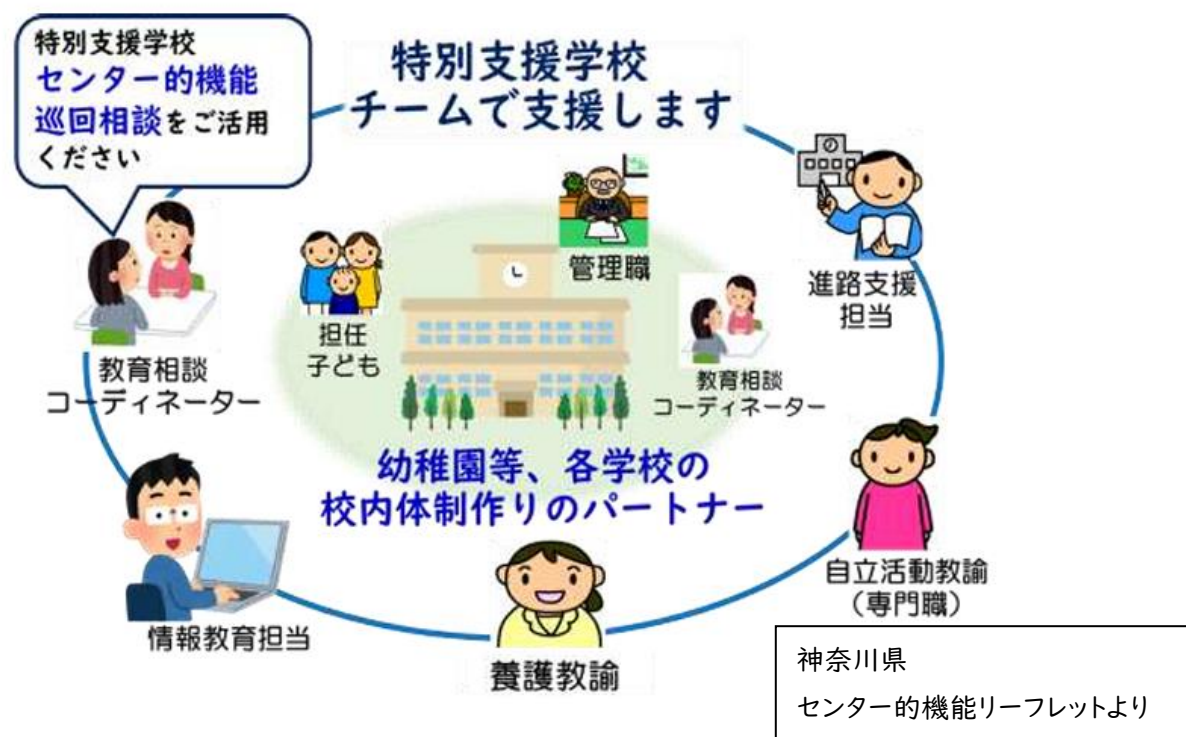 特別支援学校
センター的機能
巡回相談をご活用
ください
特別支援学校
チームで支援します
管理職
進路支援
担当
担任
子ども
教育相談
コーディネーター
教育相談
コーディネーター
幼稚園等、各学校の
校内体制作りのパートナー
自立活動教諭
（専門職）
情報教育担当
養護教諭
神奈川県
センター的機能リーフレットより